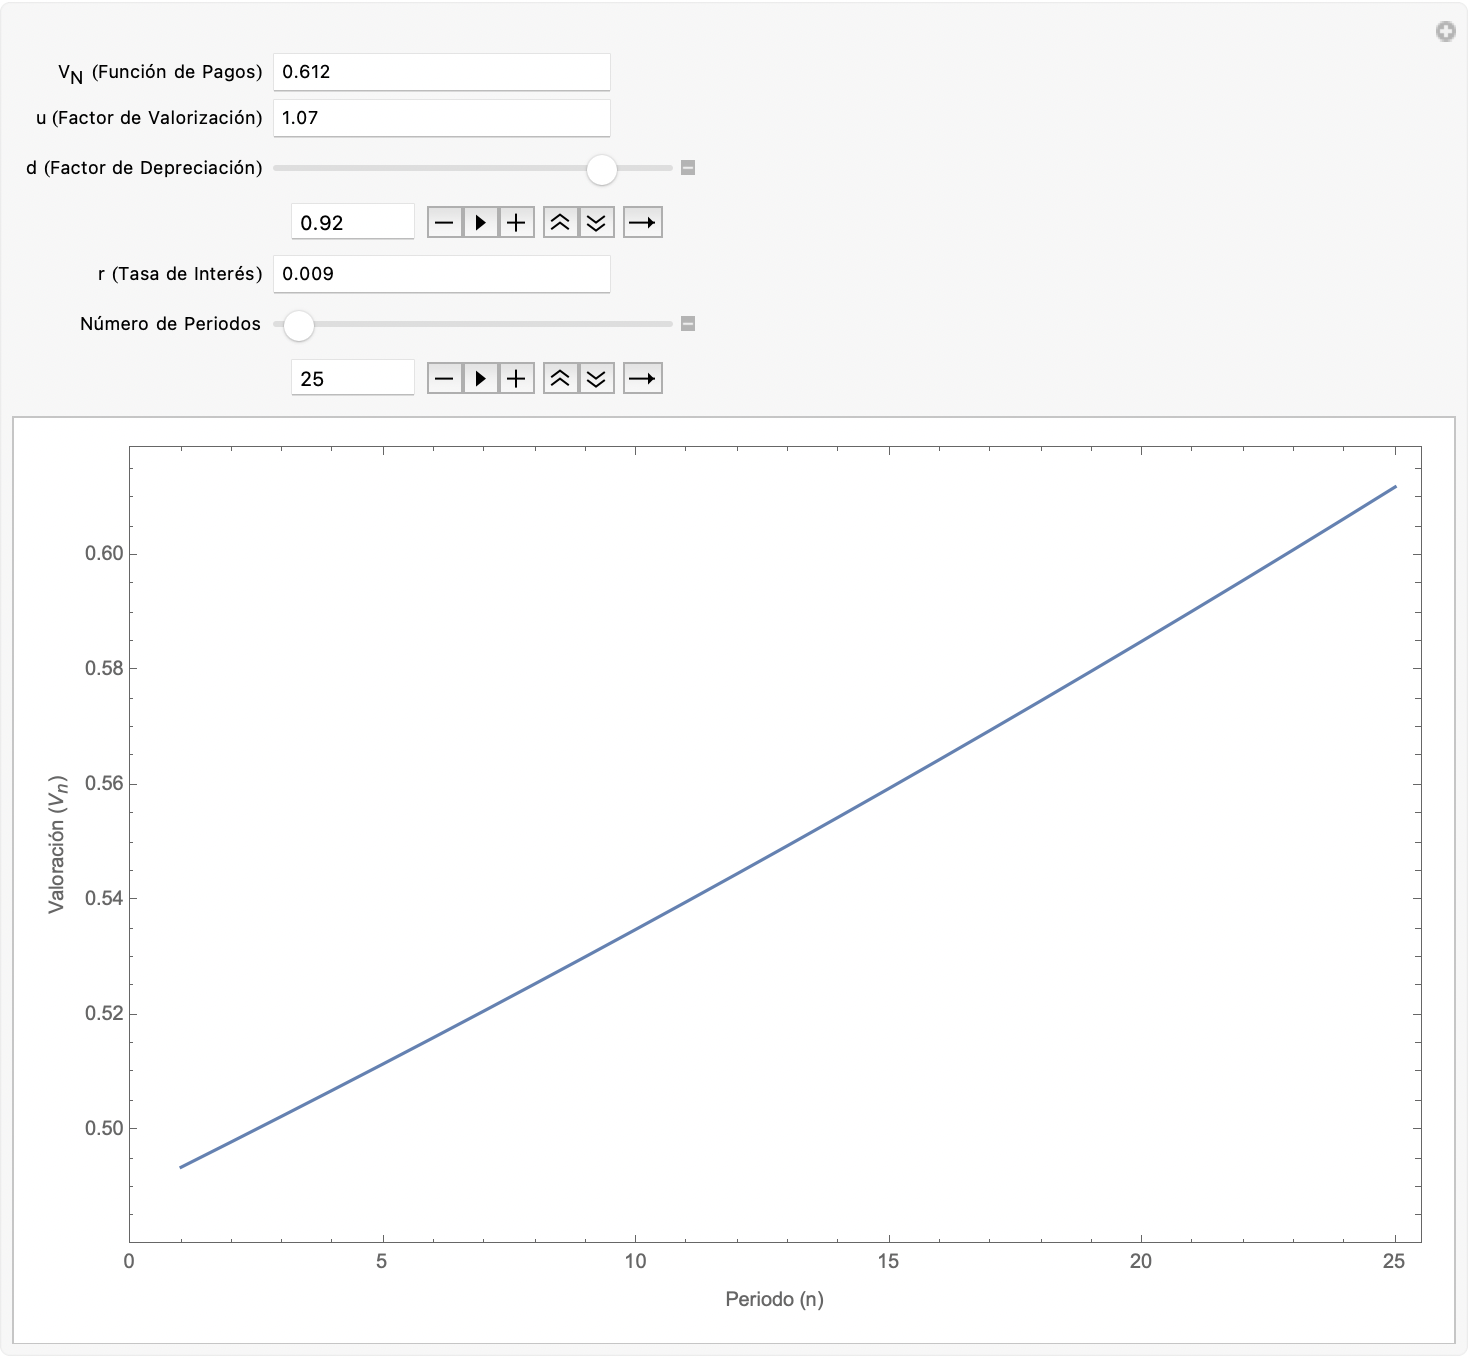 V_N (Función de Pagos) 0.612
u (Factor de Valorización) 1.07
d (Factor de Depreciación)
0.92
r (Tasa de Interés) 0.009
Número de Periodos
25
0.60
0.58
0.56
0.54
0.52
0.50
Valoración (V_n)
0 5 10 15 20 25
Periodo (n)